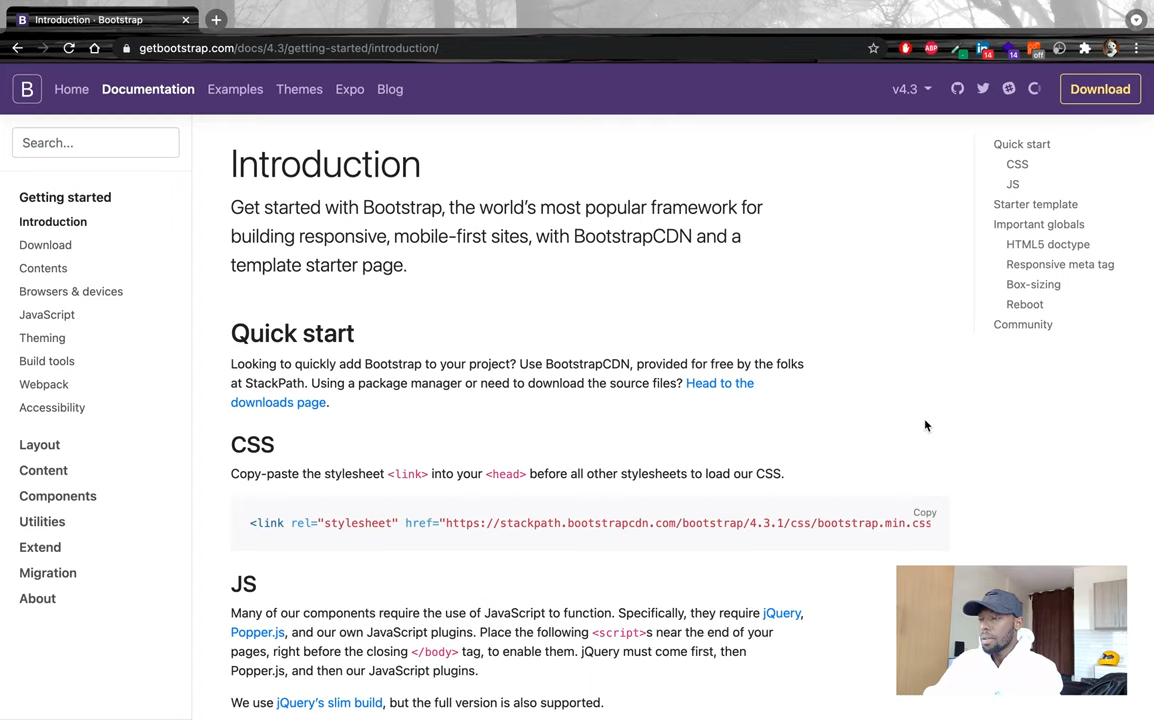 B Introduction · Bootstrap
getbootstrap.com/docs/4.3/getting-started/introduction/
ABP
14
14
off
B
Home
Documentation
Examples
Themes
Expo
Blog
v4.3
Download
Search...
Getting started
Introduction
Download
Contents
Browsers & devices
JavaScript
Theming
Build tools
Webpack
Accessibility
Layout
Content
Components
Utilities
Extend
Migration
About
Introduction
Get started with Bootstrap, the world’s most popular framework for
building responsive, mobile-first sites, with BootstrapCDN and a
template starter page.
Quick start
Looking to quickly add Bootstrap to your project? Use BootstrapCDN, provided for free by the folks
at StackPath. Using a package manager or need to download the source files? Head to the
downloads page.
CSS
Copy-paste the stylesheet <link> into your <head> before all other stylesheets to load our CSS.
Copy
<link rel="stylesheet" href="https://stackpath.bootstrapcdn.com/bootstrap/4.3.1/css/bootstrap.min.css
JS
Many of our components require the use of JavaScript to function. Specifically, they require jQuery,
Popper.js, and our own JavaScript plugins. Place the following <script>s near the end of your
pages, right before the closing </body> tag, to enable them. jQuery must come first, then
Popper.js, and then our JavaScript plugins.
We use jQuery’s slim build, but the full version is also supported.
Quick start
CSS
JS
Starter template
Important globals
HTML5 doctype
Responsive meta tag
Box-sizing
Reboot
Community